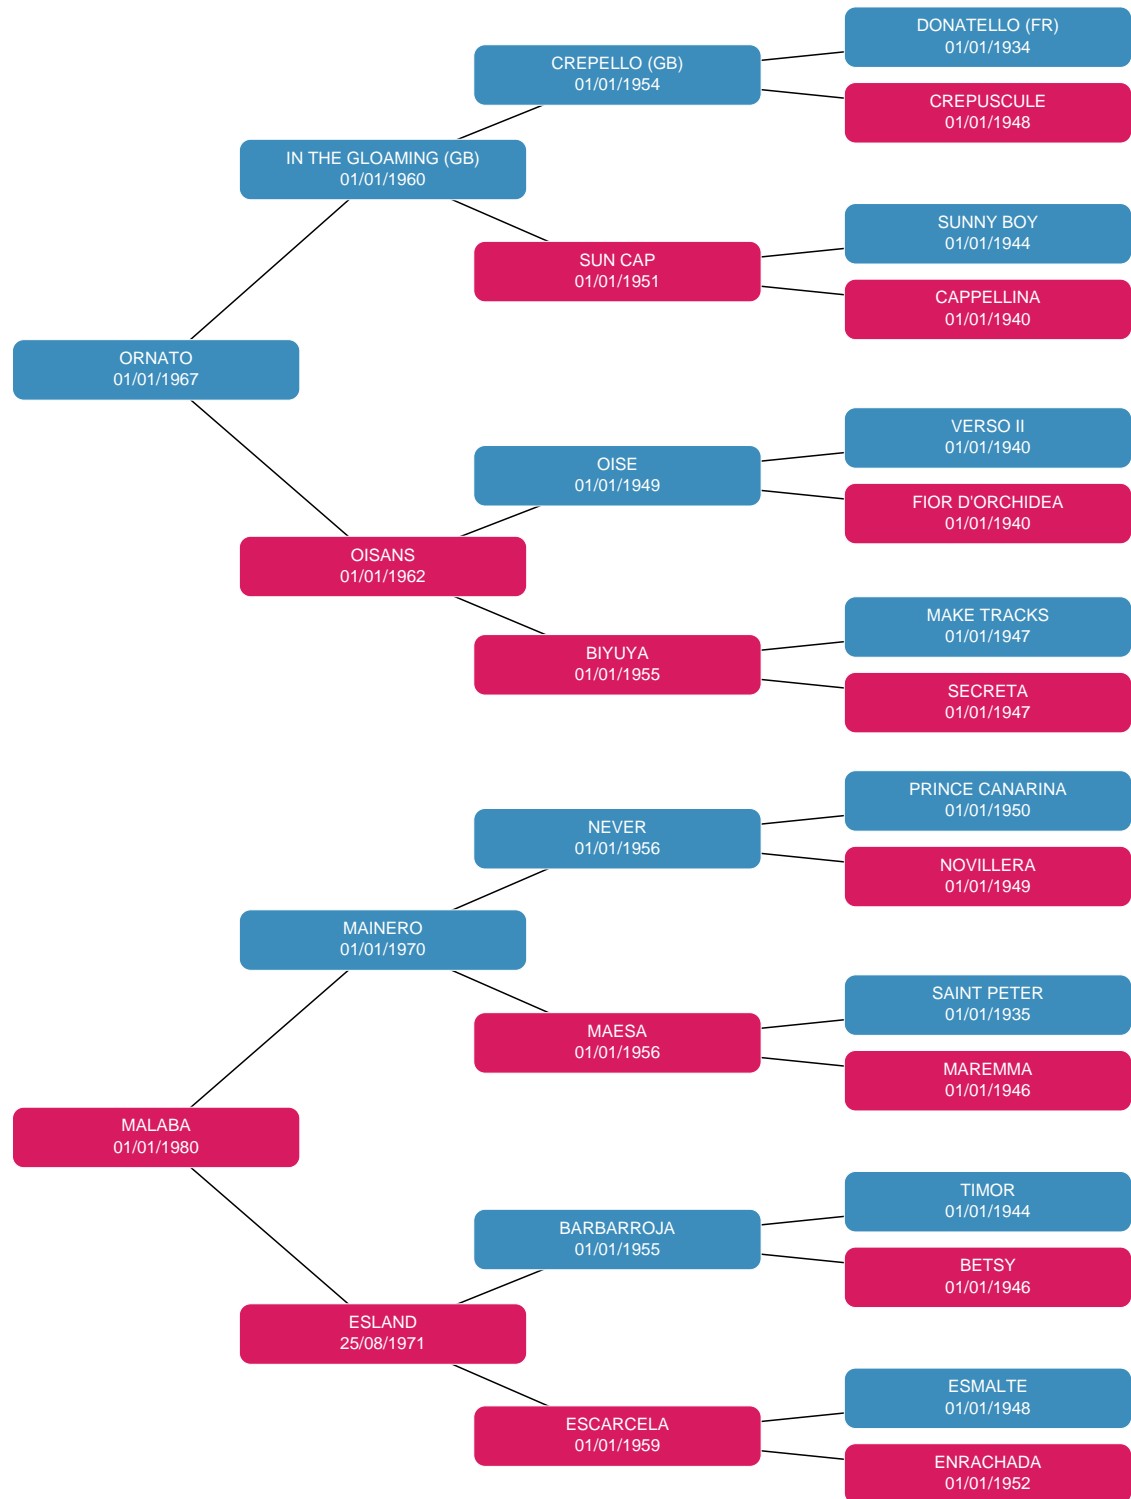 DONATELLO (FR)
01/01/1934
CREPELLO (GB)
01/01/1954
CREPUSCULE
01/01/1948
IN THE GLOAMING (GB)
01/01/1960
SUNNY BOY
01/01/1944
SUN CAP
01/01/1951
CAPPELLINA
01/01/1940
ORNATO
01/01/1967
VERSO II
01/01/1940
OISE
01/01/1949
FIOR D'ORCHIDEA
01/01/1940
OISANS
01/01/1962
MAKE TRACKS
01/01/1947
BIYUYA
01/01/1955
SECRETA
01/01/1947
PRINCE CANARINA
01/01/1950
NEVER
01/01/1956
NOVILLERA
01/01/1949
MAINERO
01/01/1970
SAINT PETER
01/01/1935
MAESA
01/01/1956
MAREMMA
01/01/1946
MALABA
01/01/1980
TIMOR
01/01/1944
BARBARROJA
01/01/1955
BETSY
01/01/1946
ESLAND
25/08/1971
ESMALTE
01/01/1948
ESCARCELA
01/01/1959
ENRACHADA
01/01/1952